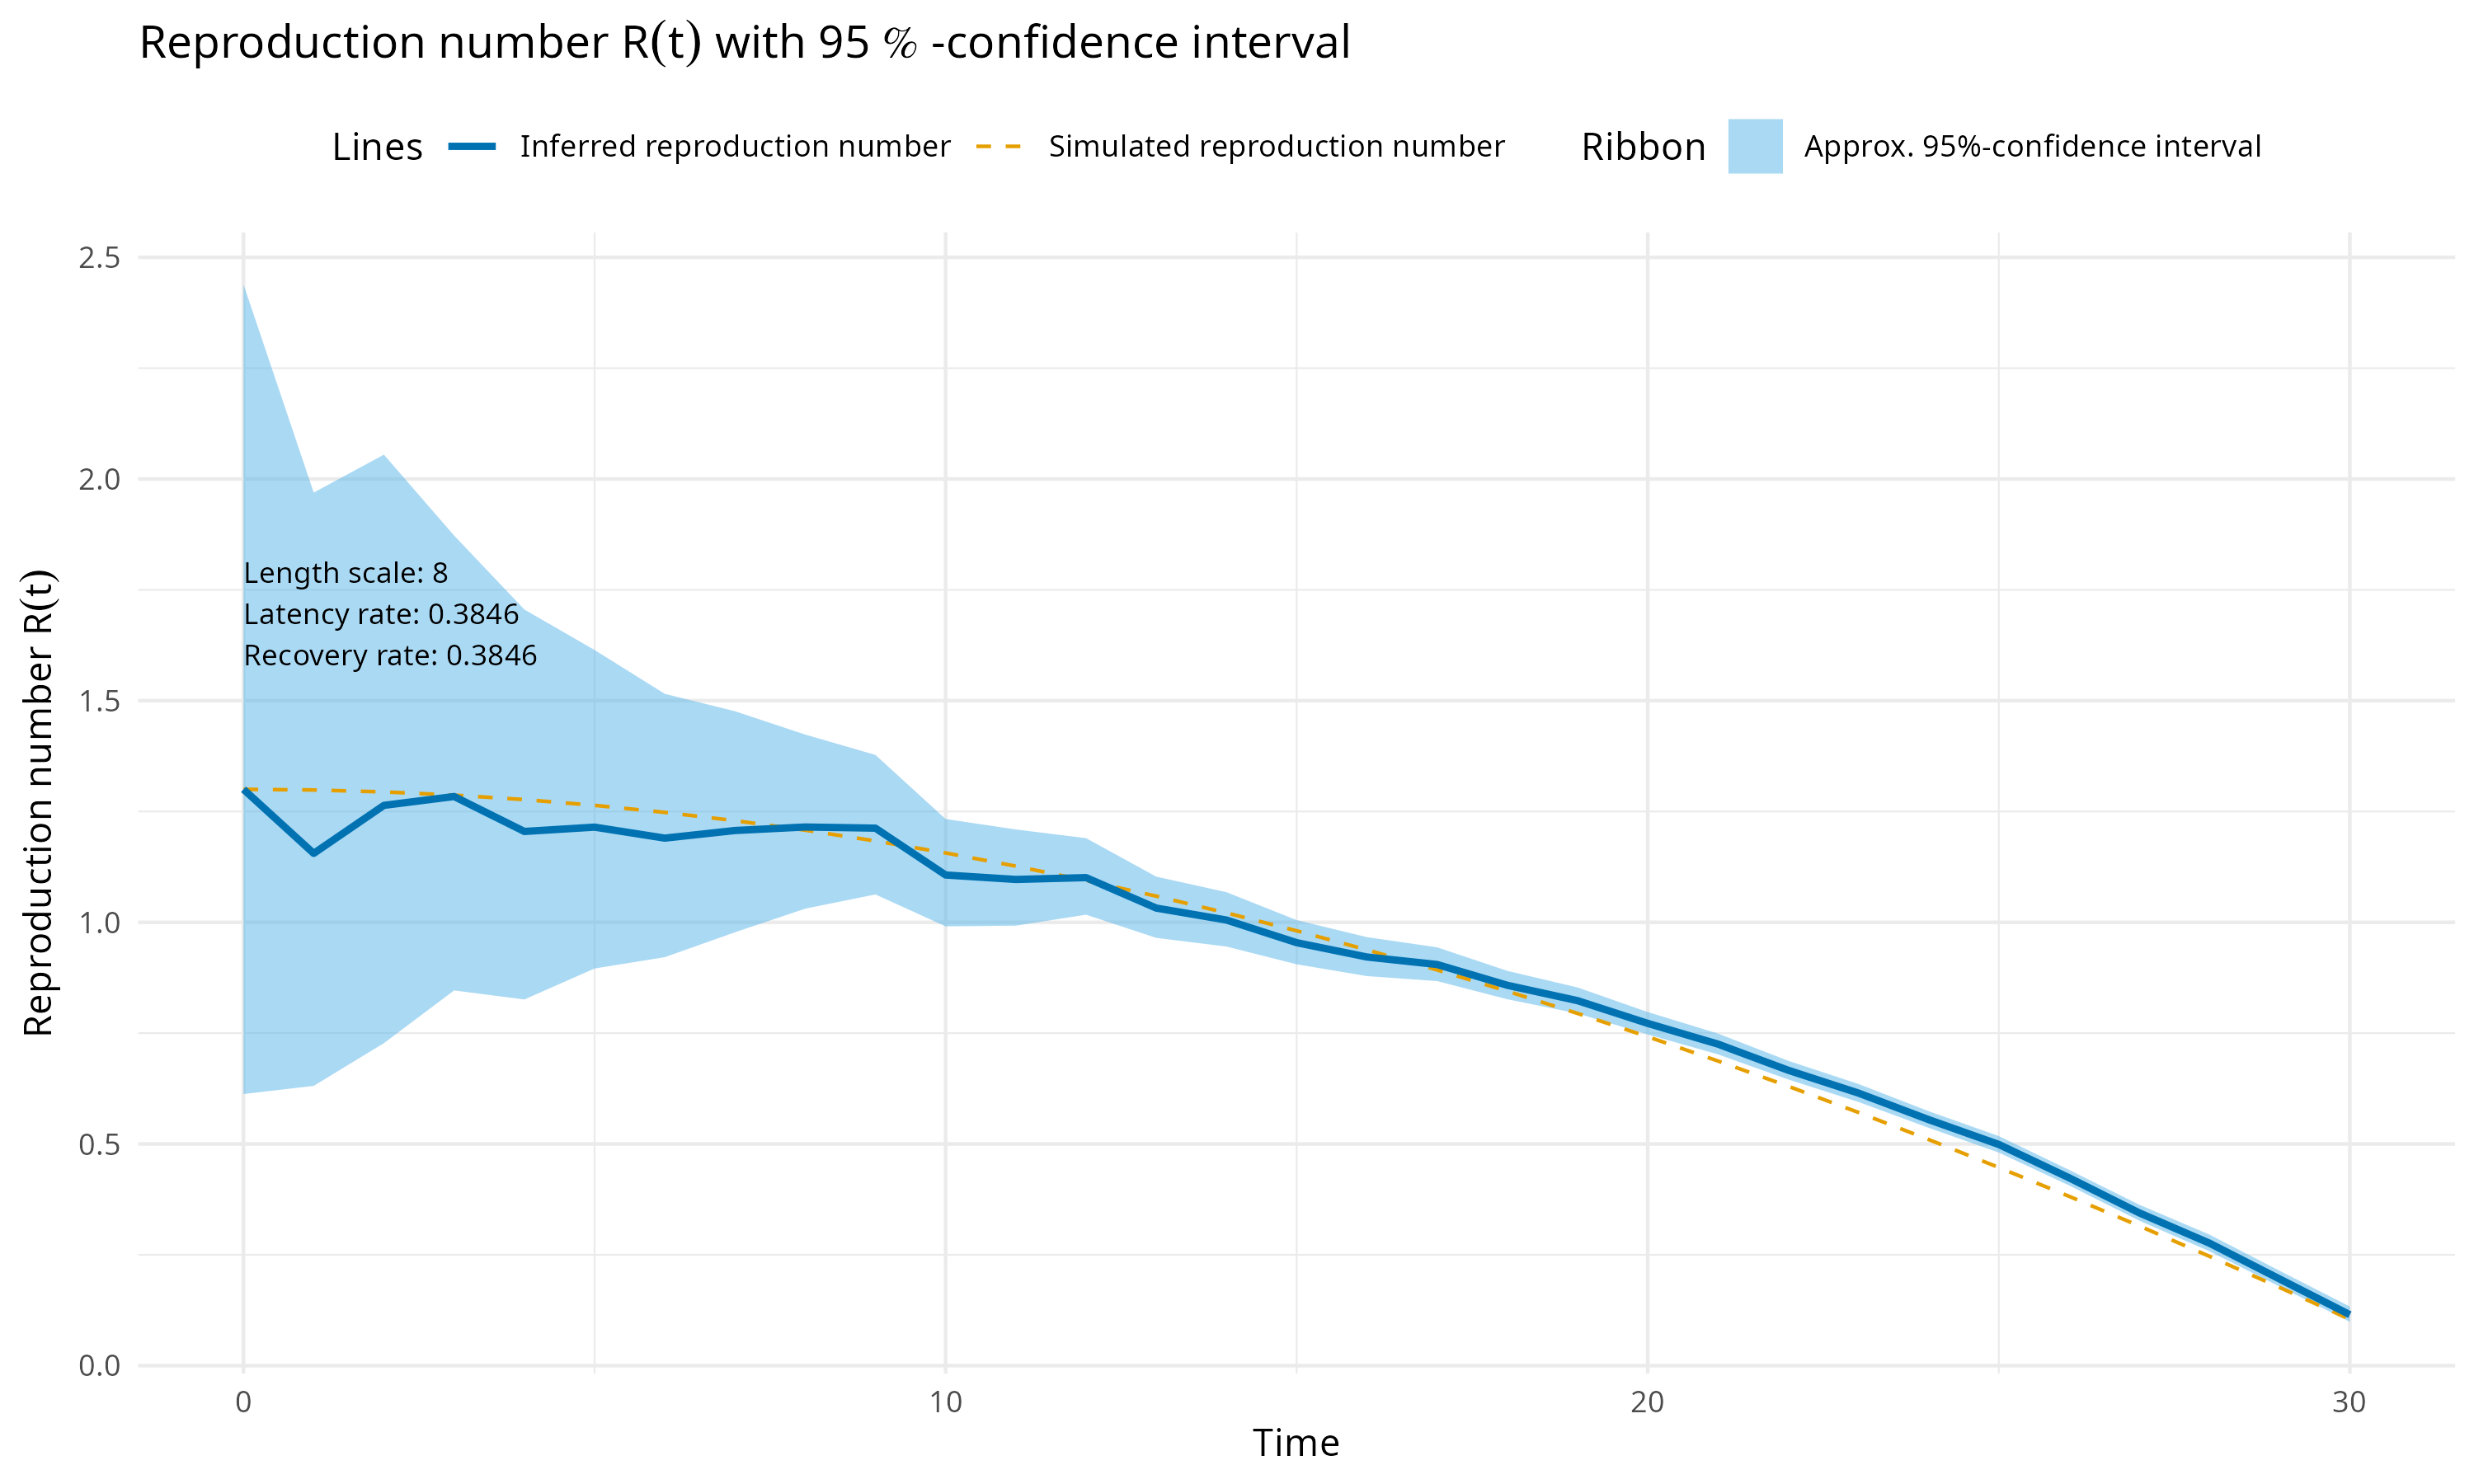 Reproduction number R(t) with 95 % -confidence interval
Lines Inferred reproduction number Simulated reproduction number Ribbon Approx. 95%-confidence interval
Reproduction number R(t)
2.5
2.0
1.5
1.0
0.5
0.0
Length scale: 8
Latency rate: 0.3846
Recovery rate: 0.3846
0 10 20 30
Time